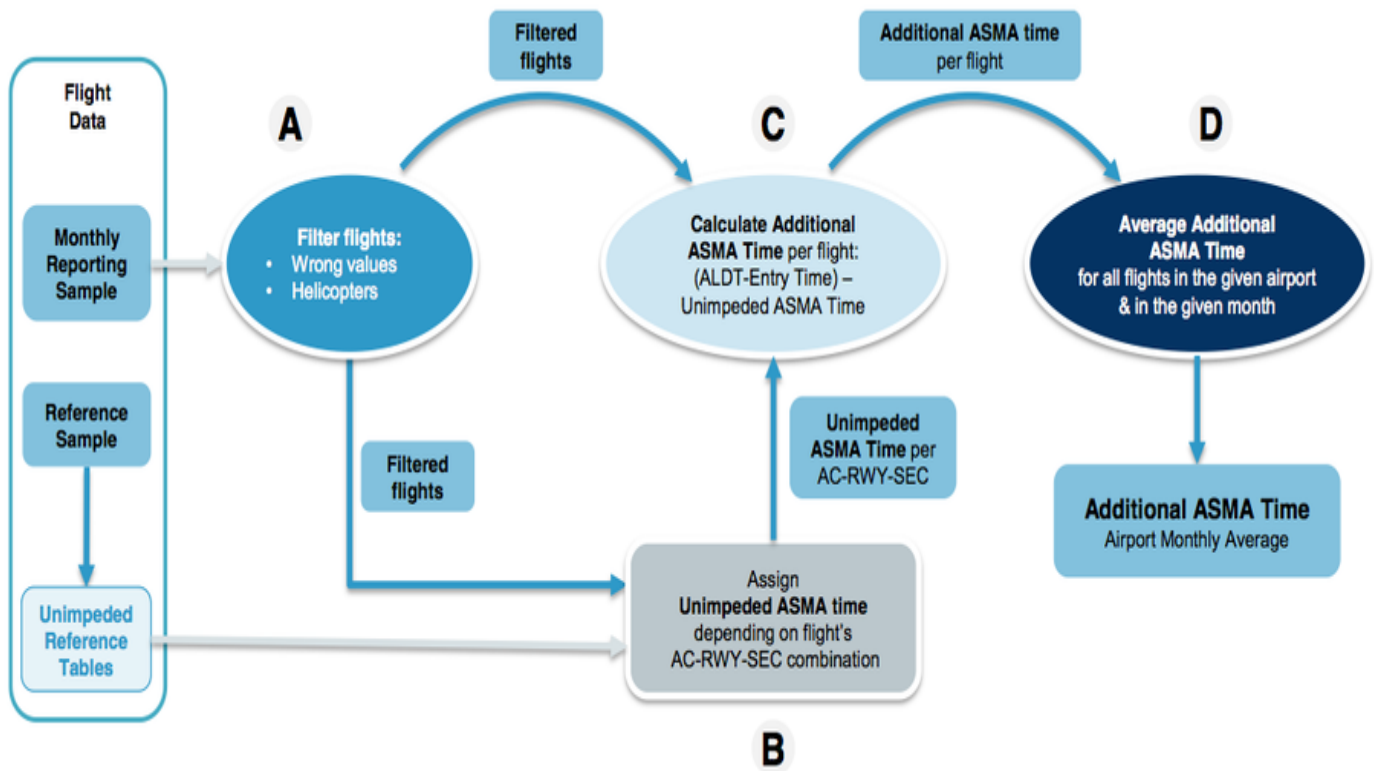 Flight
Data
Monthly
Reporting
Sample
Reference
Sample
Unimpeded
Reference
Tables
A
Filter flights:
• Wrong values
• Helicopters
Filtered
flights
Filtered
flights
B
Assign
Unimpeded ASMA time
depending on flight's
AC-RWY-SEC combination
Unimpeded
ASMA Time per
AC-RWY-SEC
C
Calculate Additional
ASMA Time per flight:
(ALDT-Entry Time) –
Unimpeded ASMA Time
Additional ASMA time
per flight
D
Average Additional
ASMA Time
for all flights in the given airport
& in the given month
Additional ASMA Time
Airport Monthly Average